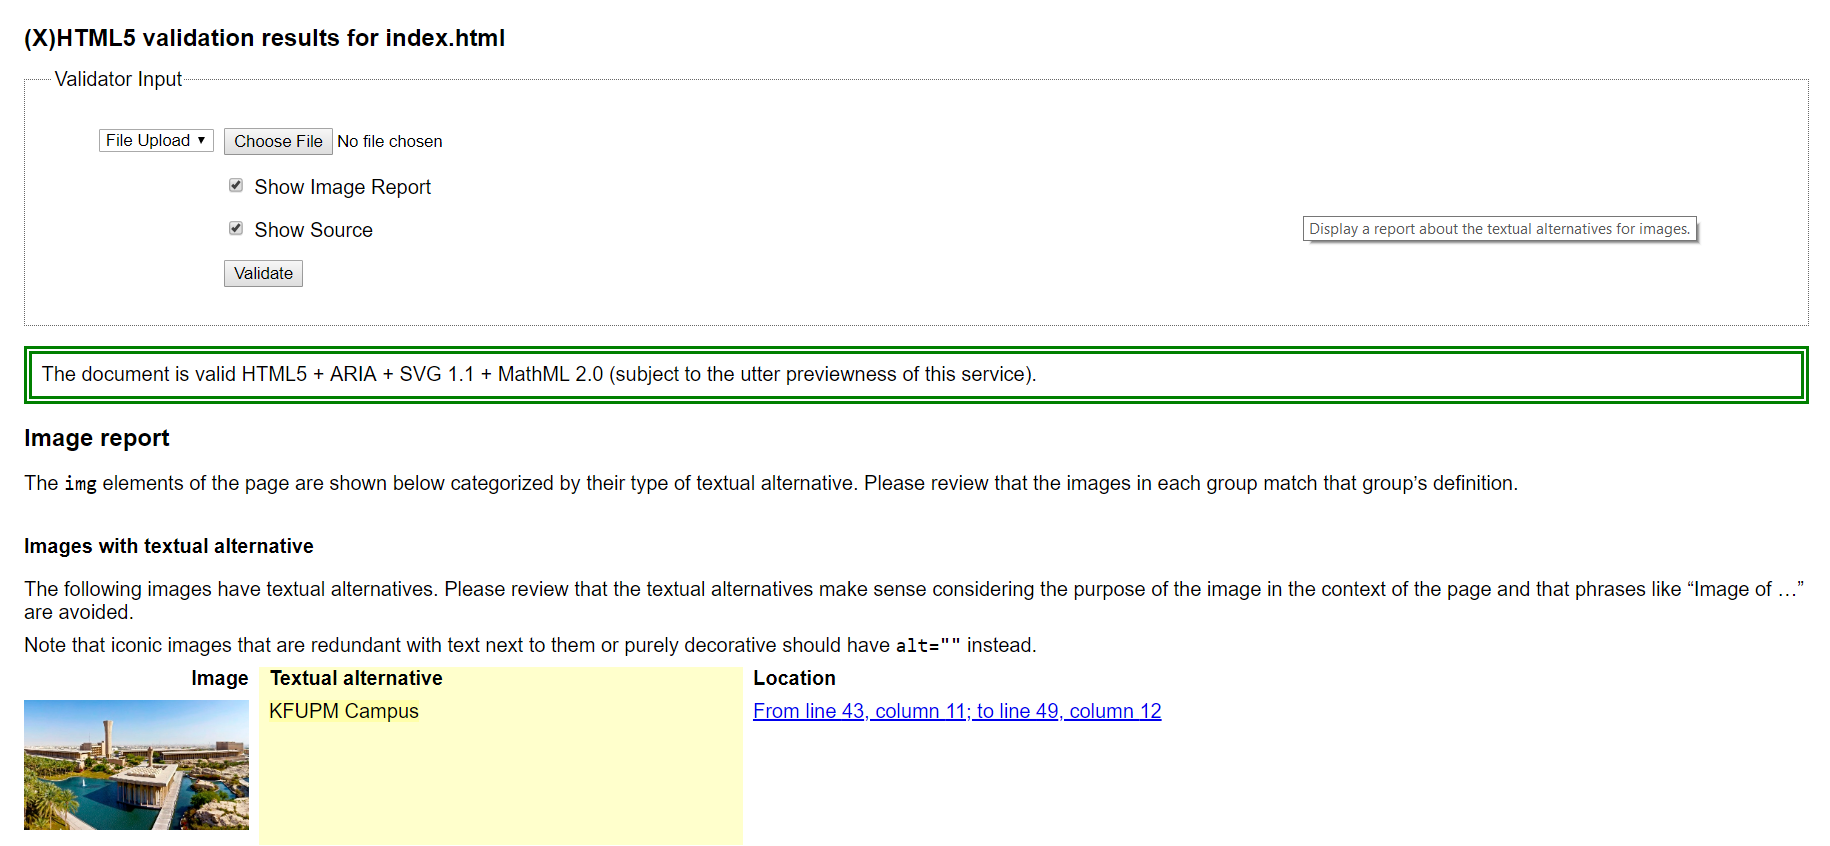 (X)HTML5 validation results for index.html
Validator Input
File Upload
Choose File No file chosen
Show Image Report
Show Source
Display a report about the textual alternatives for images.
Validate
The document is valid HTML5 + ARIA + SVG 1.1 + MathML 2.0 (subject to the utter previewness of this service).
Image report
The img elements of the page are shown below categorized by their type of textual alternative. Please review that the images in each group match that group’s definition.
Images with textual alternative
The following images have textual alternatives. Please review that the textual alternatives make sense considering the purpose of the image in the context of the page and that phrases like “Image of …”
are avoided.
Note that iconic images that are redundant with text next to them or purely decorative should have alt="" instead.
Image Textual alternative Location
KFUPM Campus From line 43, column 11; to line 49, column 12